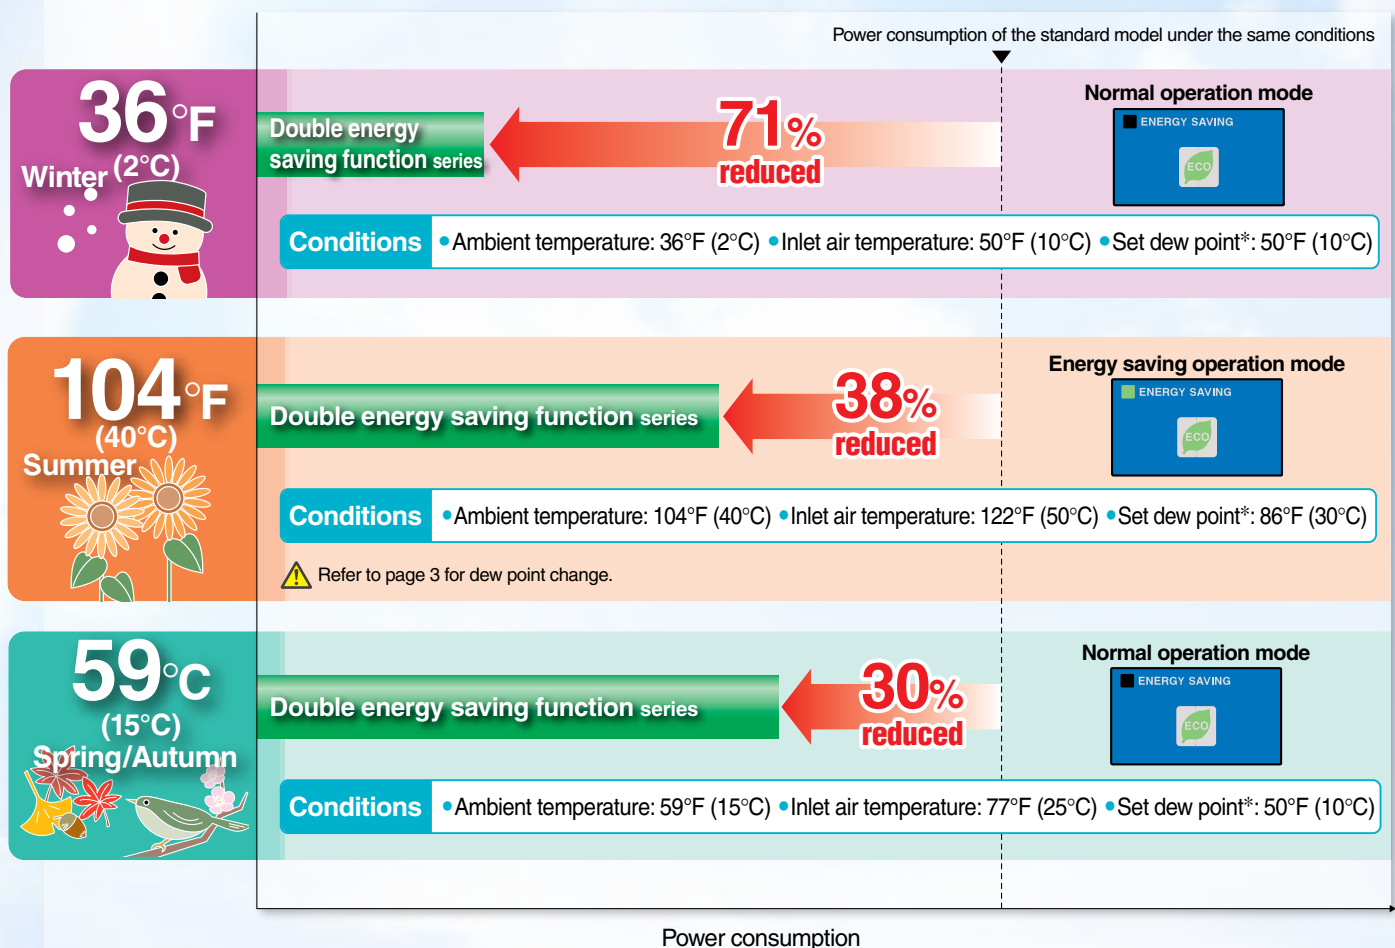 Power consumption of the standard model under the same conditions
36°F
(2°C)
Winter
Double energy
saving function series
71%
reduced
Normal operation mode
ENERGY SAVING
ECO
Conditions
•Ambient temperature: 36°F (2°C) •Inlet air temperature: 50°F (10°C) •Set dew point*: 50°F (10°C)
104°F
(40°C)
Summer
Double energy saving function series
38%
reduced
Energy saving operation mode
ENERGY SAVING
ECO
Conditions
•Ambient temperature: 104°F (40°C) •Inlet air temperature: 122°F (50°C) •Set dew point*: 86°F (30°C)
Refer to page 3 for dew point change.
59°C
(15°C)
Spring/Autumn
Double energy saving function series
30%
reduced
Normal operation mode
ENERGY SAVING
ECO
Conditions
•Ambient temperature: 59°F (15°C) •Inlet air temperature: 77°F (25°C) •Set dew point*: 50°F (10°C)
Power consumption